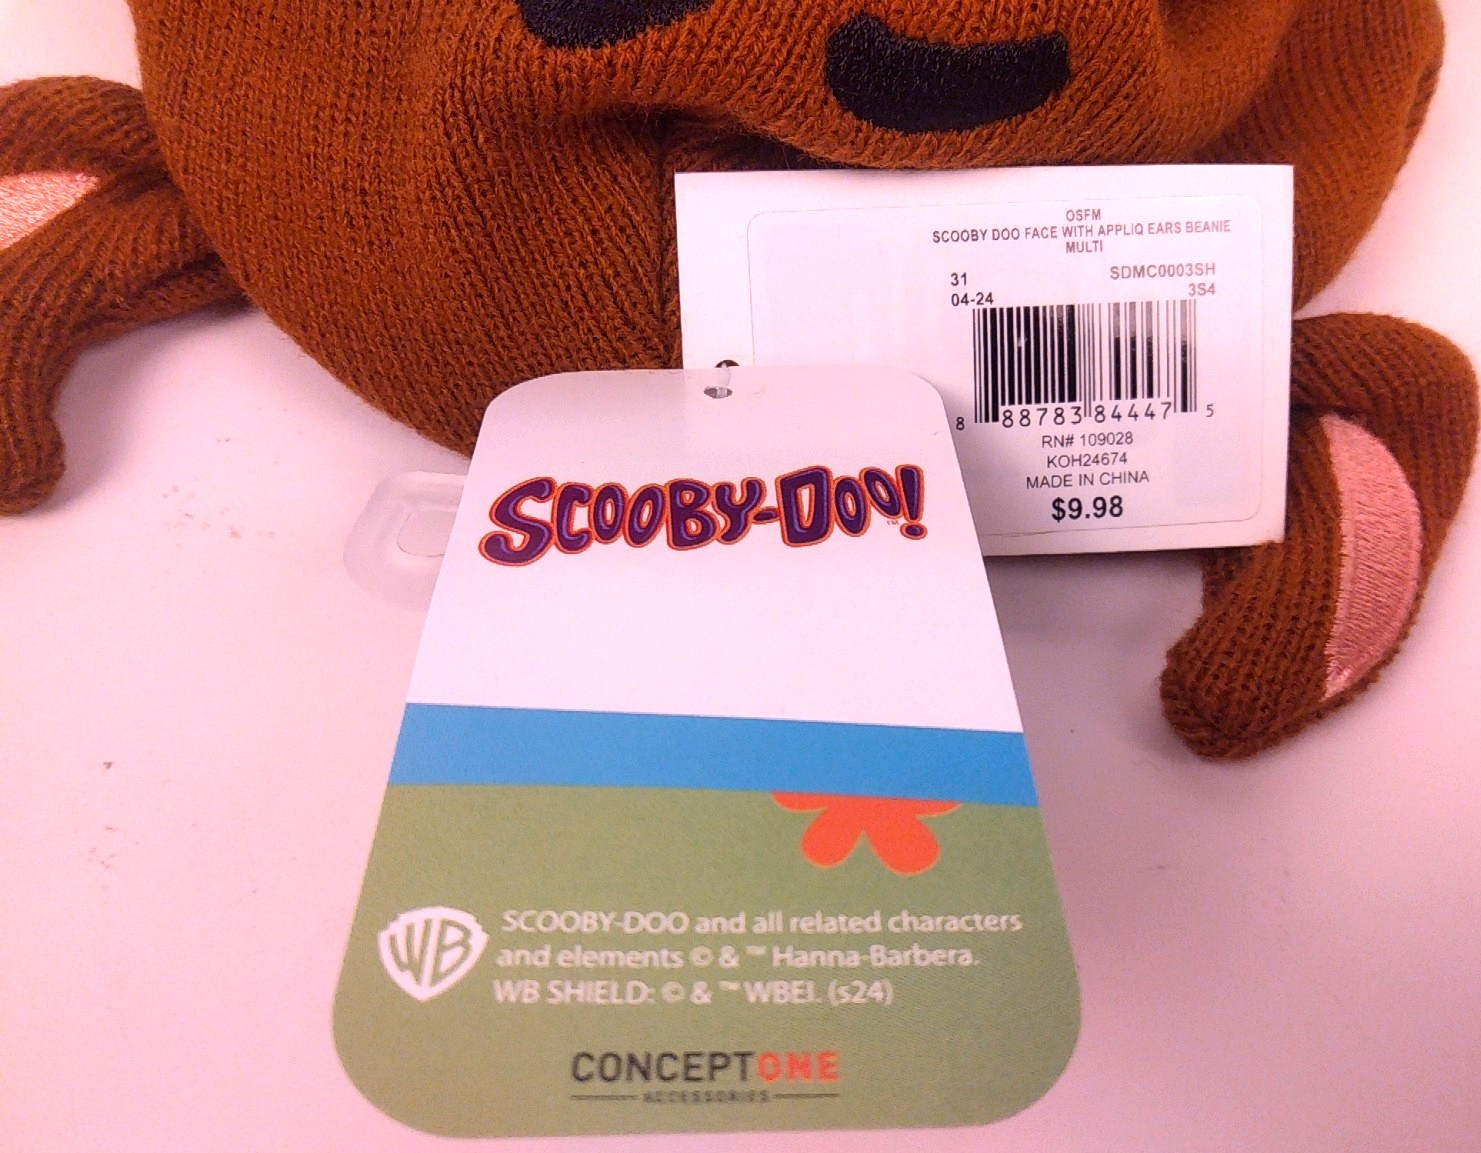 OSFM
SCOOBY DOO FACE WITH APPLIQ EARS BEANIE
MULTI
31 SDMC0003SH
04-24 3S4
8 88783 84447 5
RN# 109028
KOH24674
MADE IN CHINA
$9.98
SCOOBY-DOO!™
WB SCOOBY-DOO and all related characters
and elements © & ™ Hanna-Barbera.
WB SHIELD: © & ™ WBEI. (s24)
CONCEPTONE
ACCESSORIES